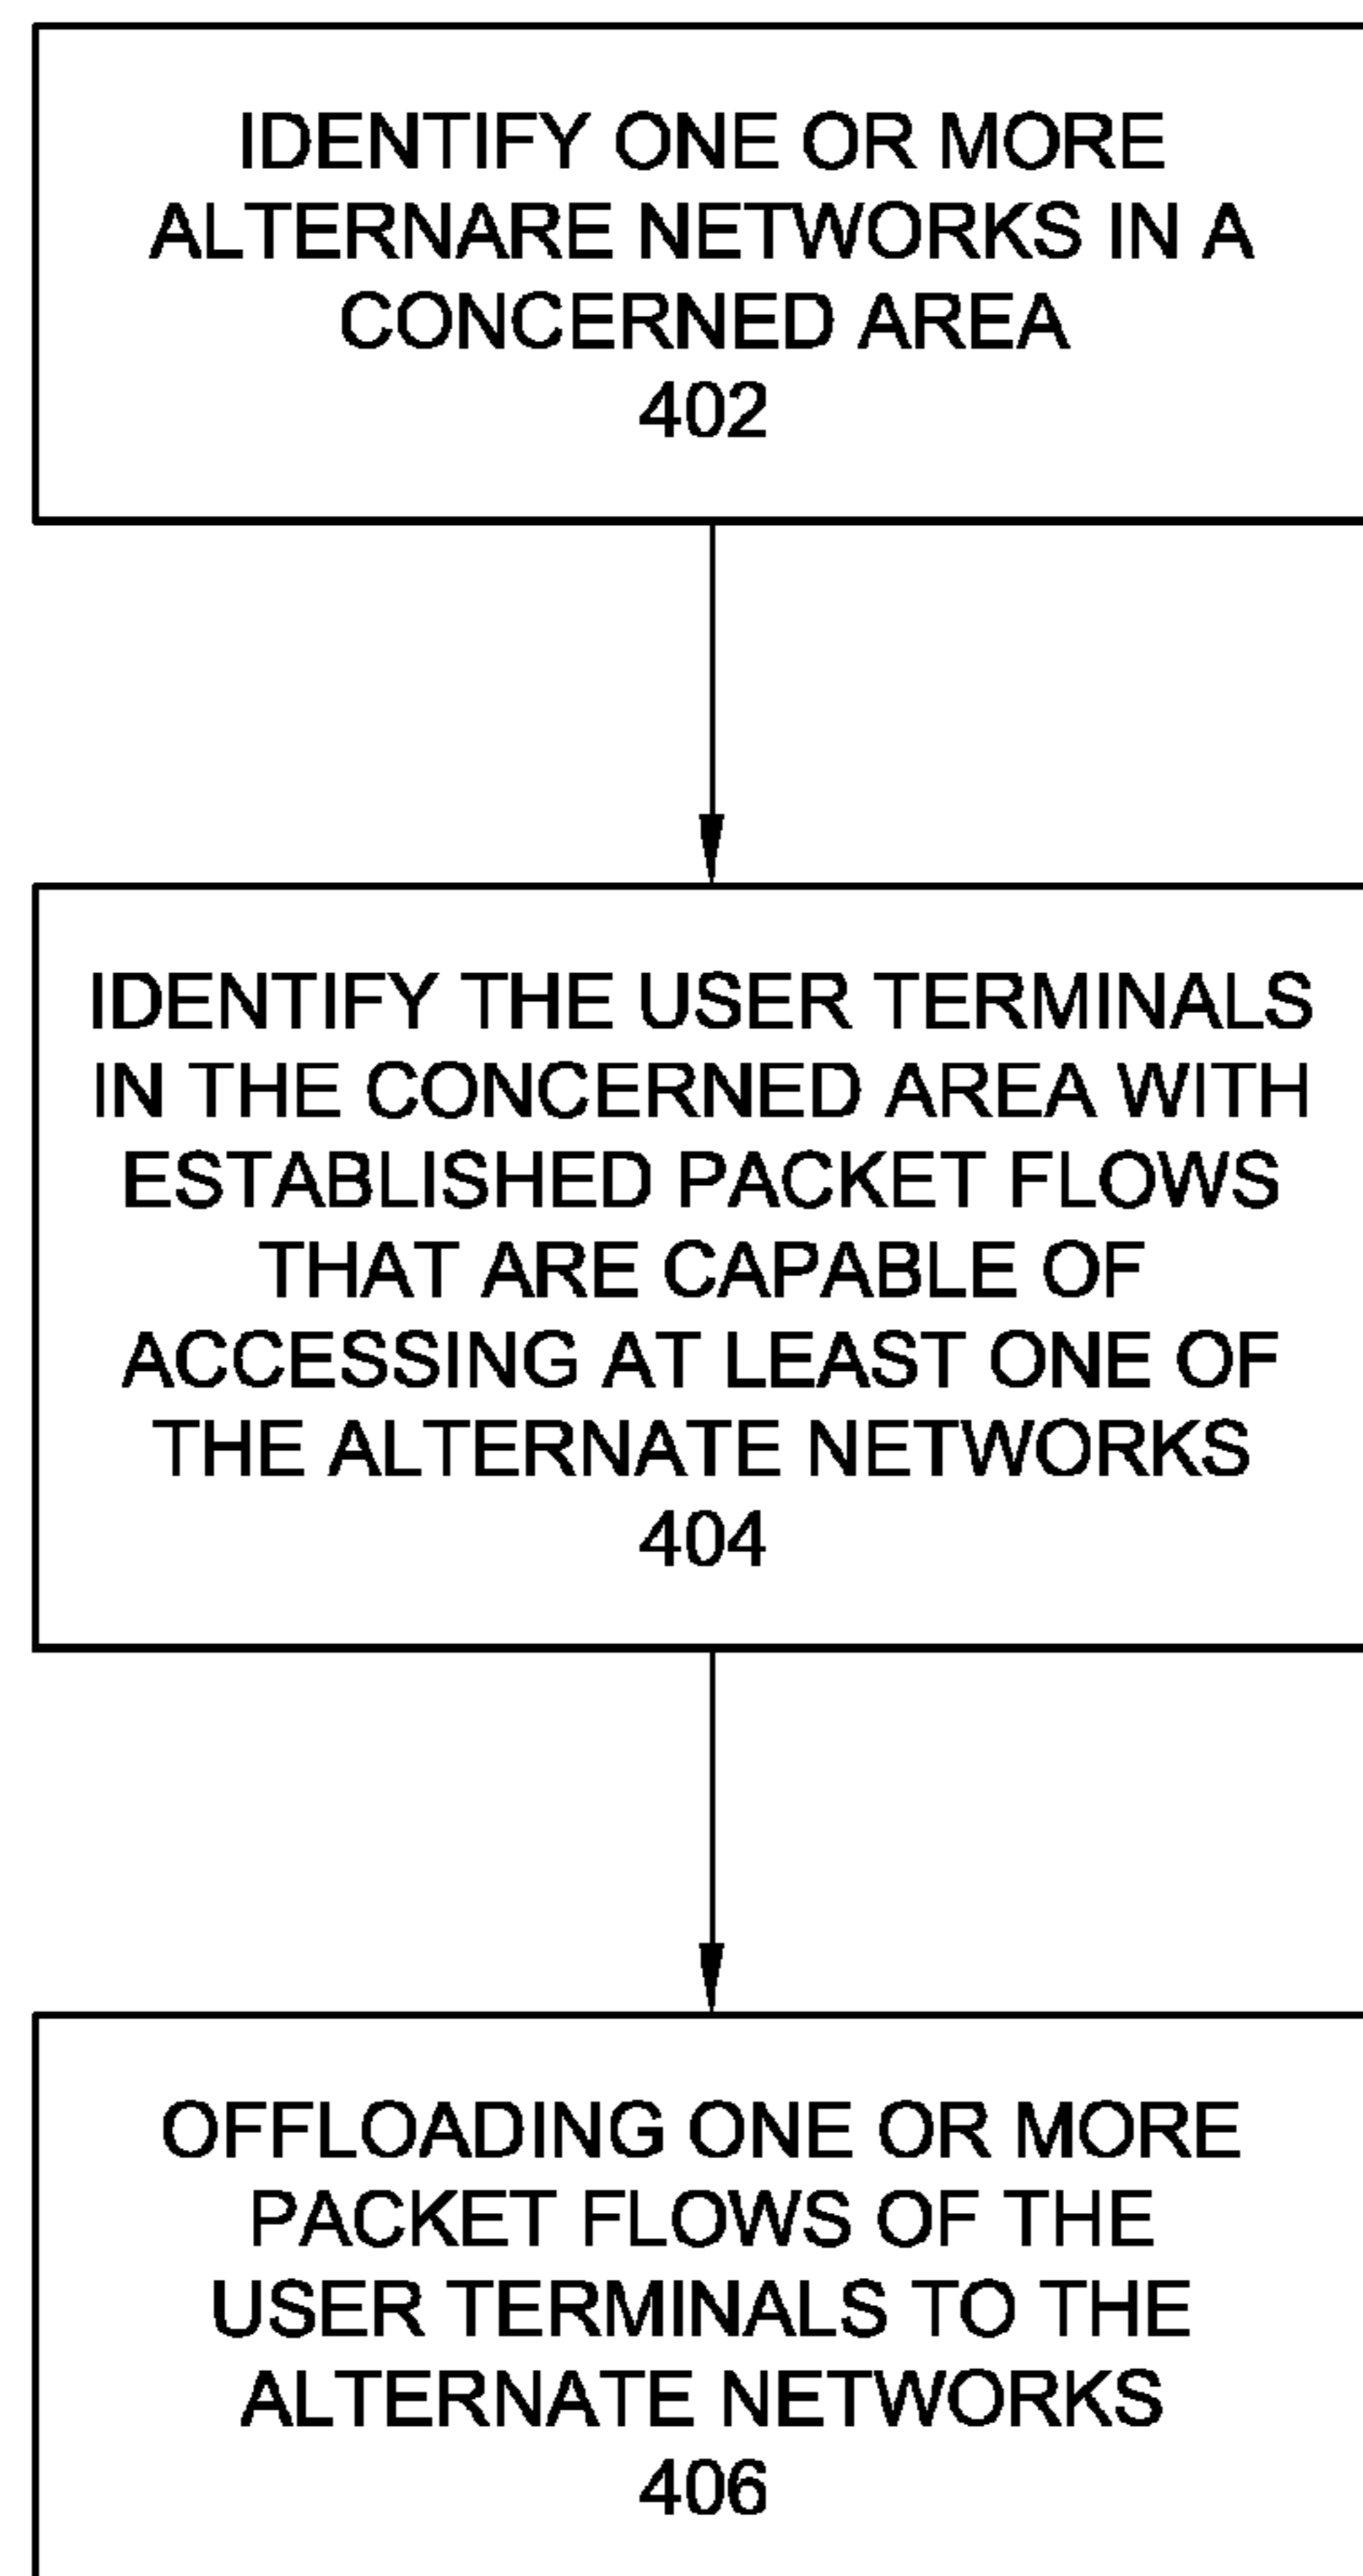 IDENTIFY ONE OR MORE
ALTERNARE NETWORKS IN A
CONCERNED AREA
402
IDENTIFY THE USER TERMINALS
IN THE CONCERNED AREA WITH
ESTABLISHED PACKET FLOWS
THAT ARE CAPABLE OF
ACCESSING AT LEAST ONE OF
THE ALTERNATE NETWORKS
404
OFFLOADING ONE OR MORE
PACKET FLOWS OF THE
USER TERMINALS TO THE
ALTERNATE NETWORKS
406